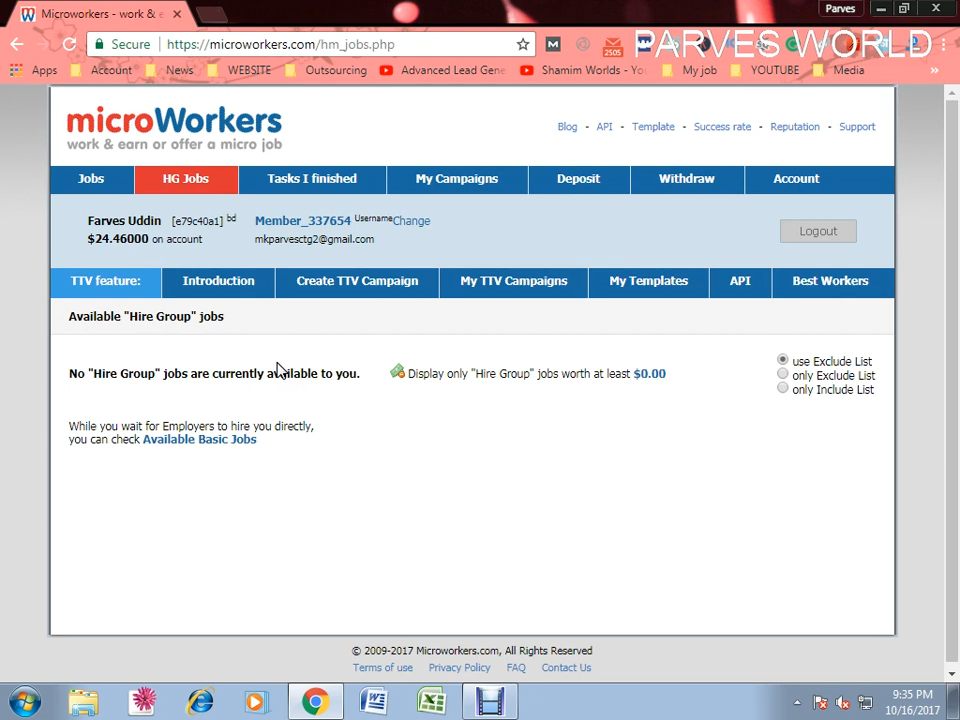 Microworkers - work & e
Parves
Secure
https://microworkers.com/hm_jobs.php
2505
PARVES WORLD
Apps
Account
News
WEBSITE
Outsourcing
Advanced Lead Gene
Shamim Worlds - Yo
My job
YOUTUBE
Media
microWorkers
work & earn or offer a micro job
Blog - API - Template - Success rate - Reputation - Support
Jobs
HG Jobs
Tasks I finished
My Campaigns
Deposit
Withdraw
Account
Farves Uddin [e79c40a1] bd
Member_337654 Username Change
$24.46000 on account
mkparvesctg2@gmail.com
Logout
TTV feature:
Introduction
Create TTV Campaign
My TTV Campaigns
My Templates
API
Best Workers
Available "Hire Group" jobs
No "Hire Group" jobs are currently available to you.
Display only "Hire Group" jobs worth at least $0.00
use Exclude List
only Exclude List
only Include List
While you wait for Employers to hire you directly,
you can check Available Basic Jobs
© 2009-2017 Microworkers.com, All Rights Reserved
Terms of use
Privacy Policy
FAQ
Contact Us
9:35 PM
10/16/2017